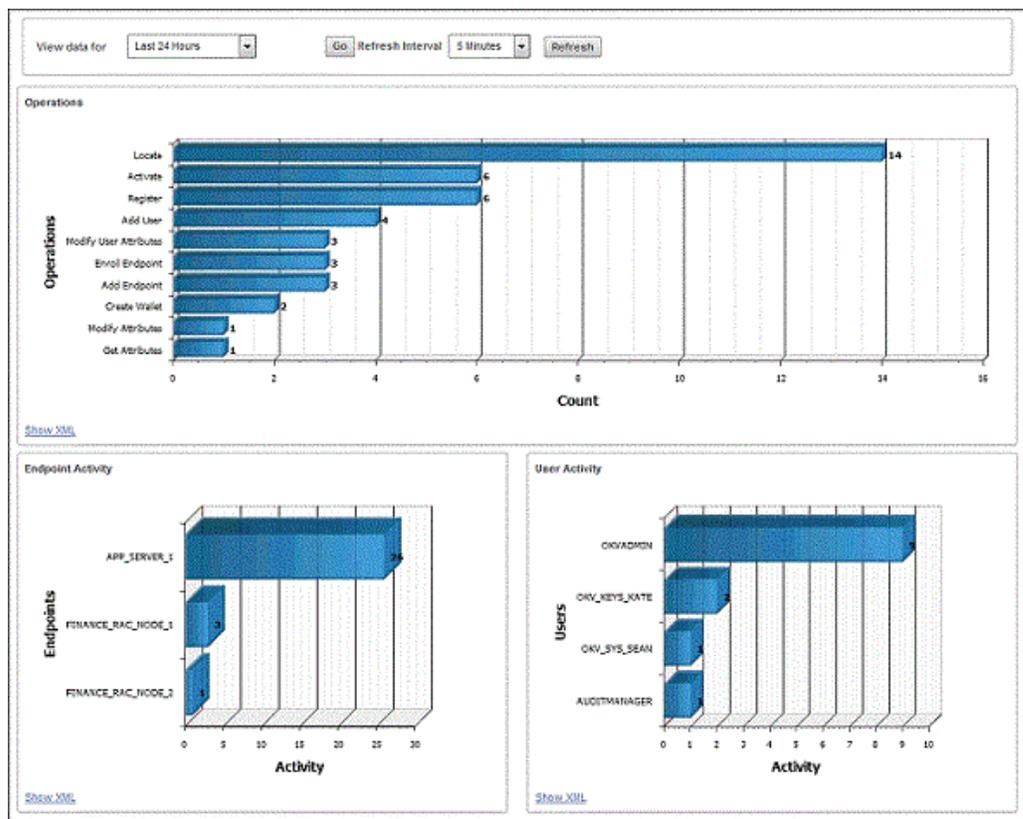 View data for Last 24 Hours Go Refresh Interval 5 Minutes Refresh
Operations
Locate 14
Activate 6
Register 6
Add User 4
Modify User Attributes 3
Enroll Endpoint 3
Add Endpoint 3
Create Wallet 2
Modify Attributes 1
Get Attributes 1
Operations
0 2 4 6 8 10 12 14 16
Count
Show XML
Endpoint Activity
APP_SERVER_1 26
FINANCE_RAC_NODE_1 3
FINANCE_RAC_NODE_2 1
Endpoints
0 5 10 15 20 25 30
Activity
Show XML
User Activity
OKVADMIN 9
OKV_KEYS_KATE 2
OKV_SYS_SEAN 1
AUDITMANAGER 1
Users
0 1 2 3 4 5 6 7 8 9 10
Activity
Show XML